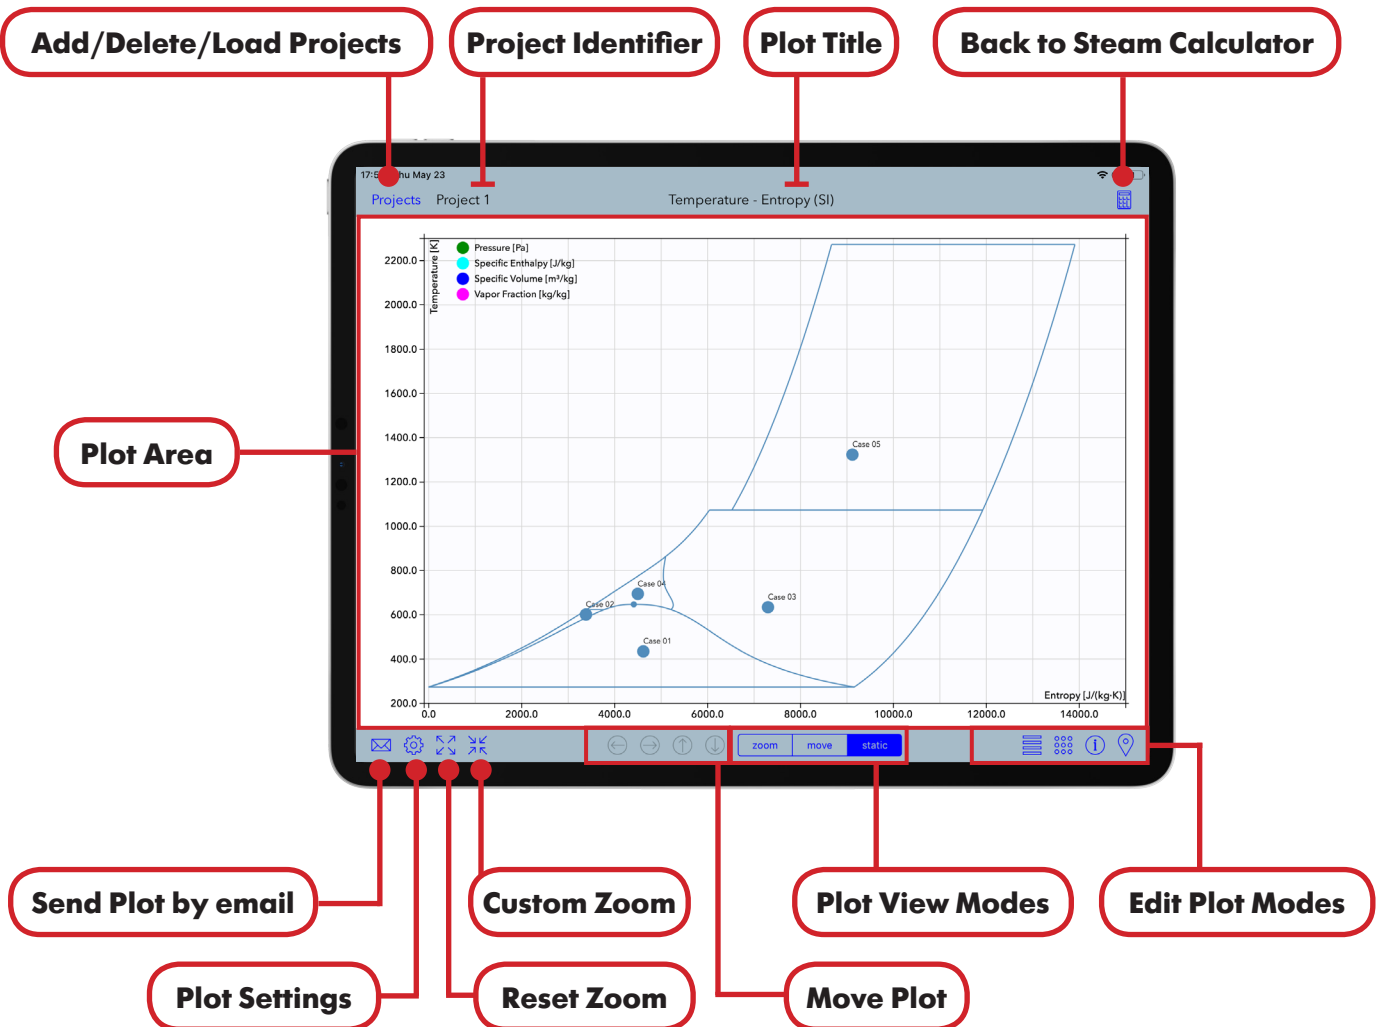 Add/Delete/Load Projects
Project Identifier
Plot Title
Back to Steam Calculator
17:5 hu May 23
Projects
Project 1
Temperature - Entropy (SI)
Temperature [K]
Pressure [Pa]
Specific Enthalpy [J/kg]
Specific Volume [m³/kg]
Vapor Fraction [kg/kg]
2200.0
2000.0
1800.0
1600.0
1400.0
1200.0
1000.0
800.0
600.0
400.0
200.0
Case 05
Case 04
Case 02
Case 03
Case 01
Entropy [J/(kg·K)]
0.0
2000.0
4000.0
6000.0
8000.0
10000.0
12000.0
14000.0
Plot Area
zoom
move
static
Send Plot by email
Custom Zoom
Plot View Modes
Edit Plot Modes
Plot Settings
Reset Zoom
Move Plot